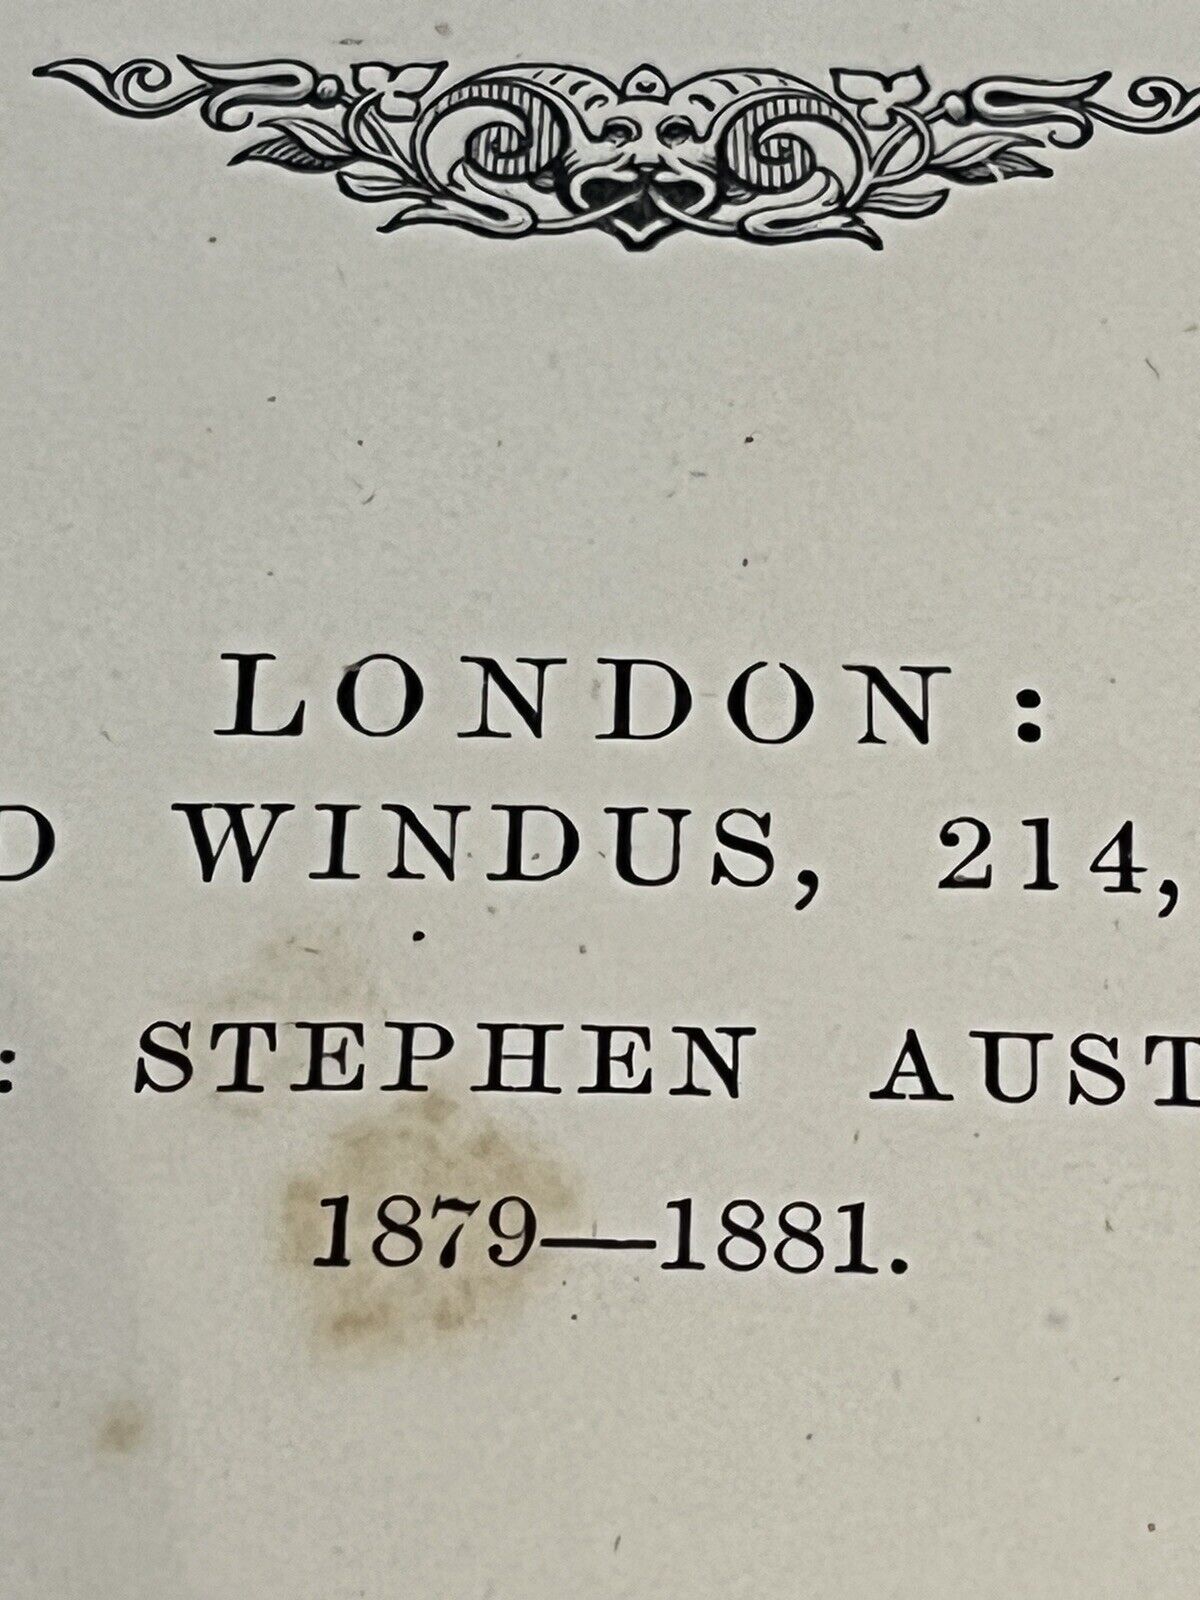 LONDON:
D WINDUS, 214,
: STEPHEN AUST
1879—1881.